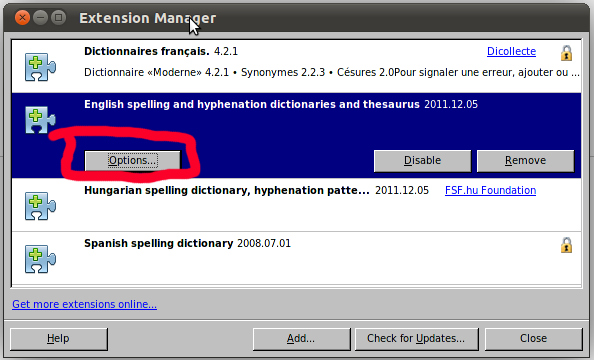 Extension Manager
Dictionnaires français. 4.2.1 Dicollecte
Dictionnaire «Moderne» 4.2.1 • Synonymes 2.2.3 • Césures 2.0Pour signaler une erreur, ajouter ou ...
English spelling and hyphenation dictionaries and thesaurus 2011.12.05
Options... Disable Remove
Hungarian spelling dictionary, hyphenation patte... 2011.12.05 FSF.hu Foundation
Spanish spelling dictionary 2008.07.01
Get more extensions online...
Help Add... Check for Updates... Close